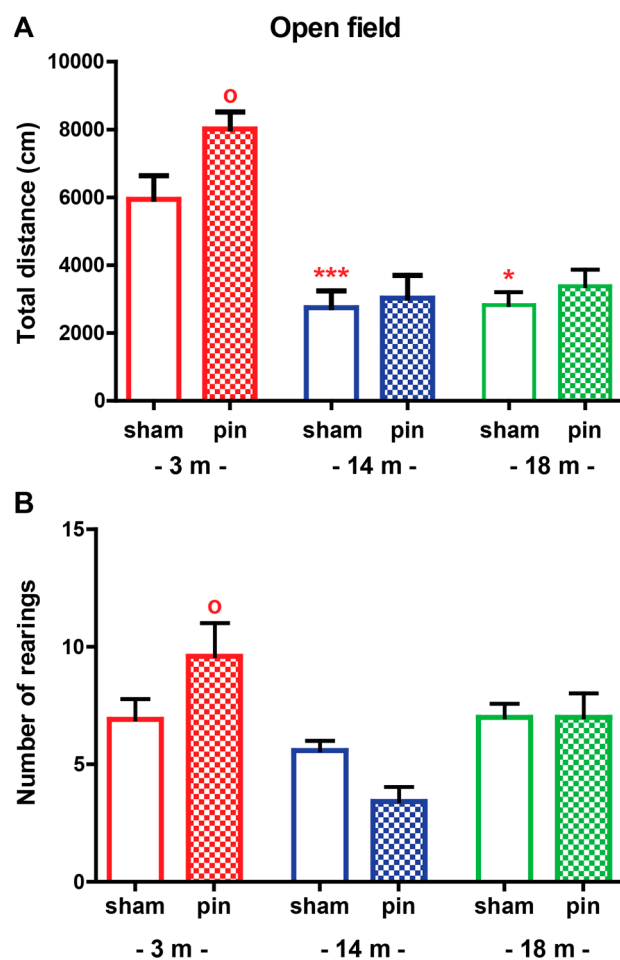 A
Open field
Total distance (cm)
10000
8000
6000
4000
2000
0
o
***
*
sham pin sham pin sham pin
- 3 m - - 14 m - - 18 m -
B
Number of rearings
15
10
5
0
o
sham pin sham pin sham pin
- 3 m - - 14 m - - 18 m -